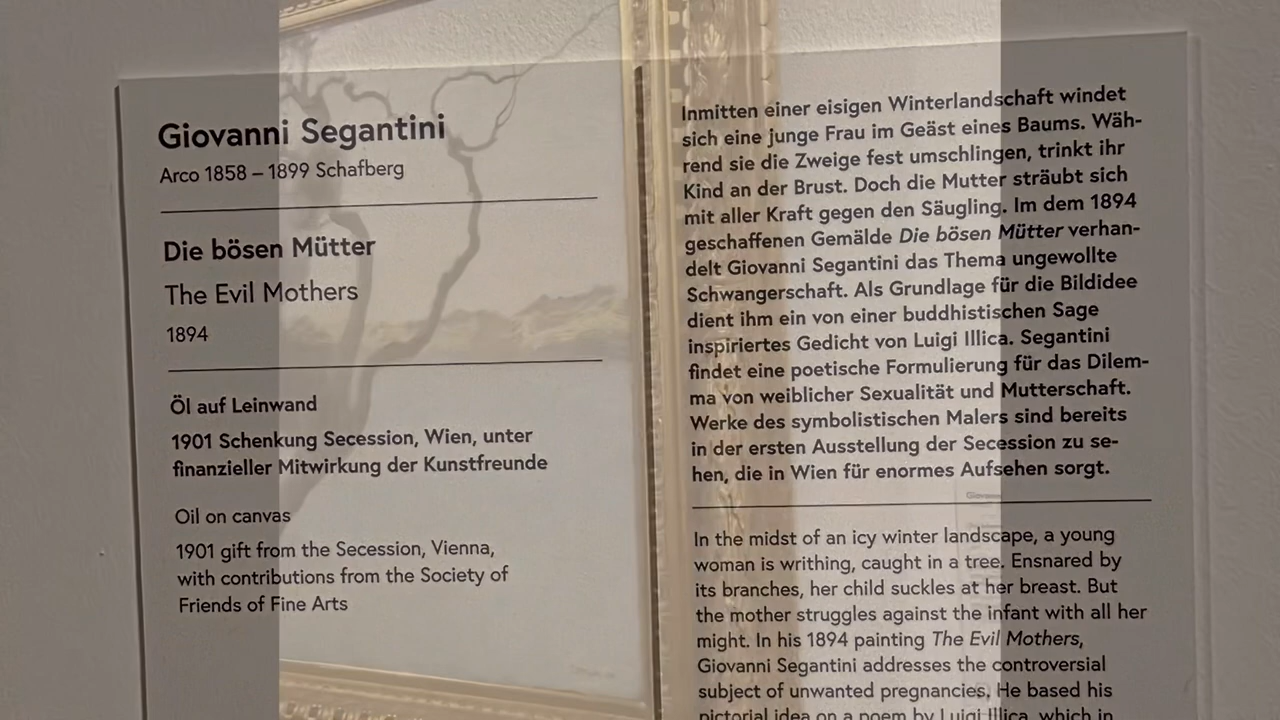 Giovanni Segantini
Arco 1858 – 1899 Schafberg
Die bösen Mütter
The Evil Mothers
1894
Öl auf Leinwand
1901 Schenkung Secession, Wien, unter
finanzieller Mitwirkung der Kunstfreunde
Oil on canvas
1901 gift from the Secession, Vienna,
with contributions from the Society of
Friends of Fine Arts
Inmitten einer eisigen Winterlandschaft windet
sich eine junge Frau im Geäst eines Baums. Wäh-
rend sie die Zweige fest umschlingen, trinkt ihr
Kind an der Brust. Doch die Mutter sträubt sich
mit aller Kraft gegen den Säugling. Im dem 1894
geschaffenen Gemälde Die bösen Mütter verhan-
delt Giovanni Segantini das Thema ungewollte
Schwangerschaft. Als Grundlage für die Bildidee
dient ihm ein von einer buddhistischen Sage
inspiriertes Gedicht von Luigi Illica. Segantini
findet eine poetische Formulierung für das Dilem-
ma von weiblicher Sexualität und Mutterschaft.
Werke des symbolistischen Malers sind bereits
in der ersten Ausstellung der Secession zu se-
hen, die in Wien für enormes Aufsehen sorgt.
In the midst of an icy winter landscape, a young
woman is writhing, caught in a tree. Ensnared by
its branches, her child suckles at her breast. But
the mother struggles against the infant with all her
might. In his 1894 painting The Evil Mothers,
Giovanni Segantini addresses the controversial
subject of unwanted pregnancies. He based his
pictorial idea on a poem by Luigi Illica, which in